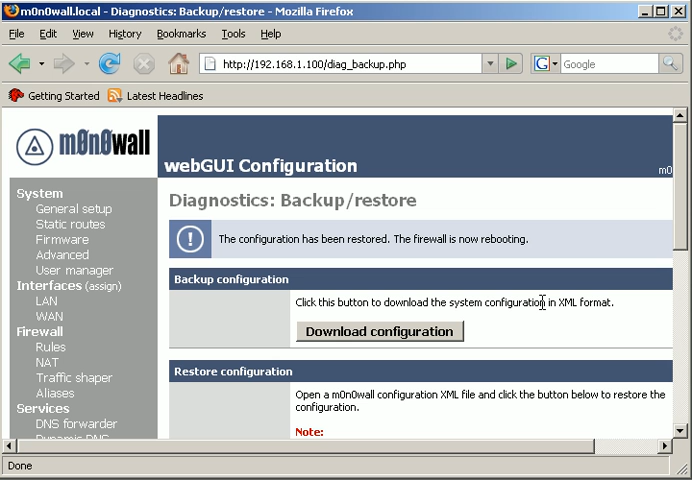 m0n0wall.local - Diagnostics: Backup/restore - Mozilla Firefox
File Edit View History Bookmarks Tools Help
http://192.168.1.100/diag_backup.php
G Google
Getting Started Latest Headlines
m0n0wall
webGUI Configuration
m0
System
General setup
Static routes
Firmware
Advanced
User manager
Interfaces (assign)
LAN
WAN
Firewall
Rules
NAT
Traffic shaper
Aliases
Services
DNS forwarder
Dynamic DNS
Diagnostics: Backup/restore
The configuration has been restored. The firewall is now rebooting.
Backup configuration
Click this button to download the system configuration in XML format.
Download configuration
Restore configuration
Open a m0n0wall configuration XML file and click the button below to restore the
configuration.
Note:
Done